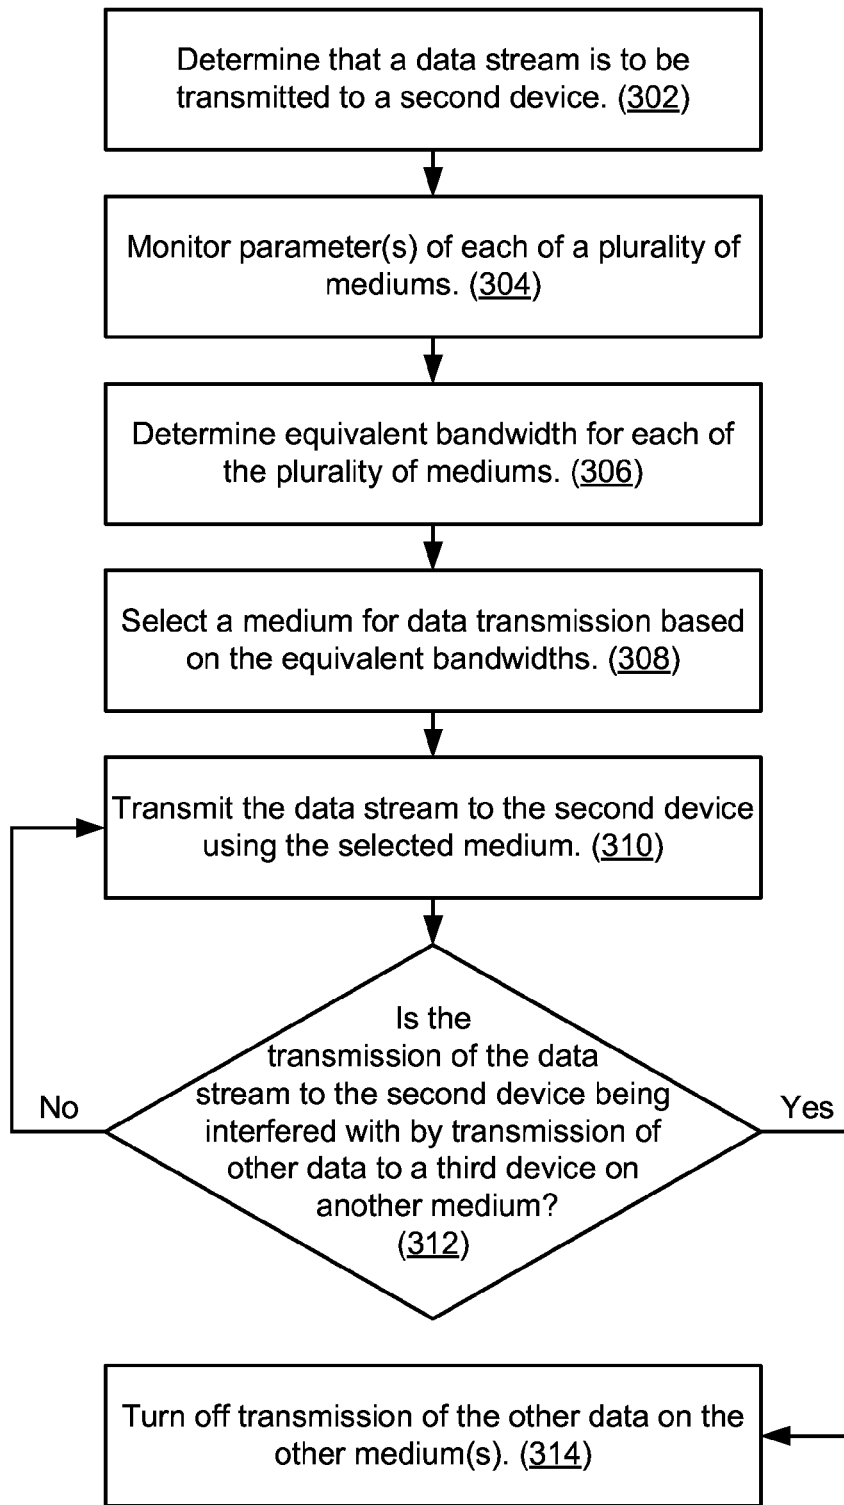 Determine that a data stream is to be
transmitted to a second device. (302)
Monitor parameter(s) of each of a plurality of
mediums. (304)
Determine equivalent bandwidth for each of
the plurality of mediums. (306)
Select a medium for data transmission based
on the equivalent bandwidths. (308)
Transmit the data stream to the second device
using the selected medium. (310)
Is the
transmission of the data
stream to the second device being
interfered with by transmission of
other data to a third device on
another medium?
(312)
No
Yes
Turn off transmission of the other data on the
other medium(s). (314)